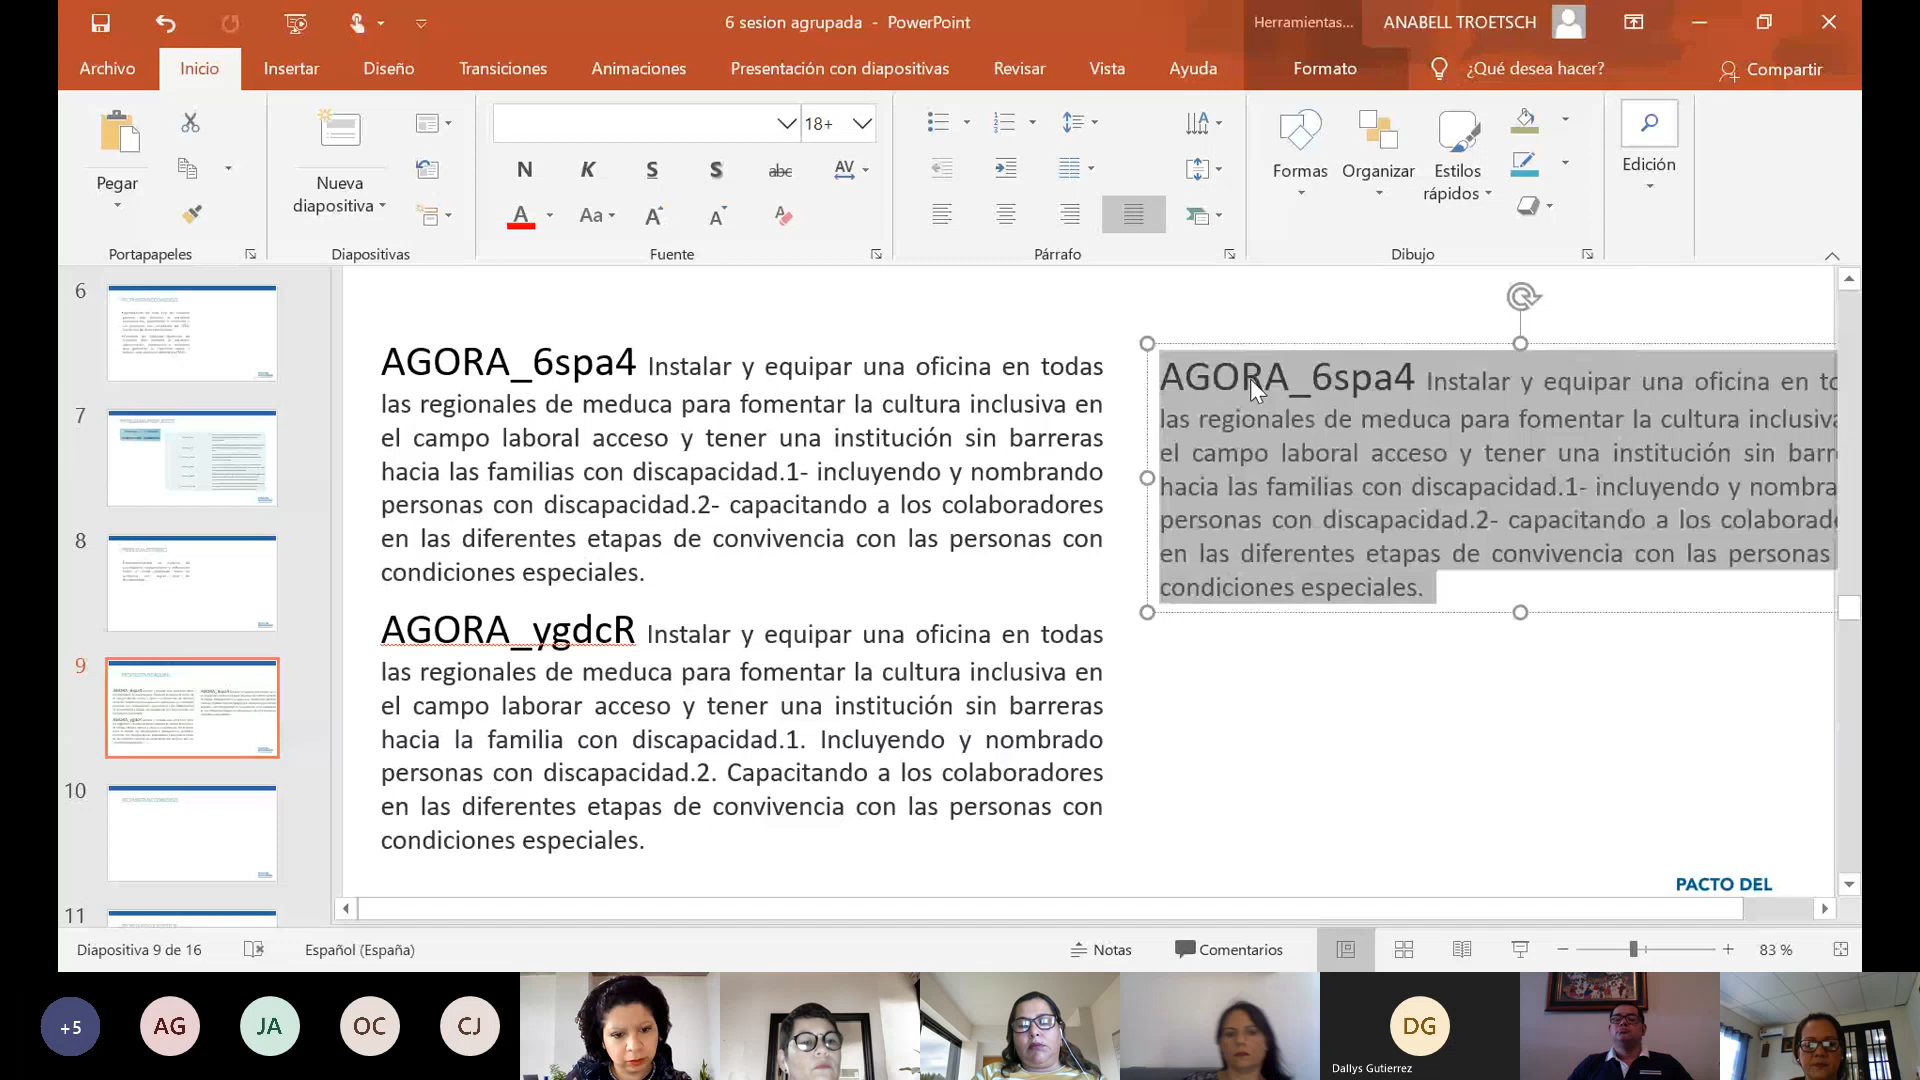 6 sesion agrupada - PowerPoint
Herramientas...
ANABELL TROETSCH
Archivo
Inicio
Insertar
Diseño
Transiciones
Animaciones
Presentación con diapositivas
Revisar
Vista
Ayuda
Formato
¿Qué desea hacer?
Compartir
18+
Pegar
Nueva
diapositiva
N K S S abc AV
A Aa A A
Formas
Organizar
Estilos
rápidos
Edición
Portapapeles
Diapositivas
Fuente
Párrafo
Dibujo
6
7
8
9
10
11
AGORA_6spa4 Instalar y equipar una oficina en todas
las regionales de meduca para fomentar la cultura inclusiva en
el campo laboral acceso y tener una institución sin barreras
hacia las familias con discapacidad.1- incluyendo y nombrando
personas con discapacidad.2- capacitando a los colaboradores
en las diferentes etapas de convivencia con las personas con
condiciones especiales.
AGORA_ygdcR Instalar y equipar una oficina en todas
las regionales de meduca para fomentar la cultura inclusiva en
el campo laborar acceso y tener una institución sin barreras
hacia la familia con discapacidad.1. Incluyendo y nombrado
personas con discapacidad.2. Capacitando a los colaboradores
en las diferentes etapas de convivencia con las personas con
condiciones especiales.
AGORA_6spa4 Instalar y equipar una oficina en to
las regionales de meduca para fomentar la cultura inclusiva
el campo laboral acceso y tener una institución sin barr
hacia las familias con discapacidad.1- incluyendo y nombra
personas con discapacidad.2- capacitando a los colaborad
en las diferentes etapas de convivencia con las personas
condiciones especiales.
PACTO DEL
Diapositiva 9 de 16
Español (España)
Notas
Comentarios
83 %
+5
AG
JA
OC
CJ
DG
Dallys Gutierrez